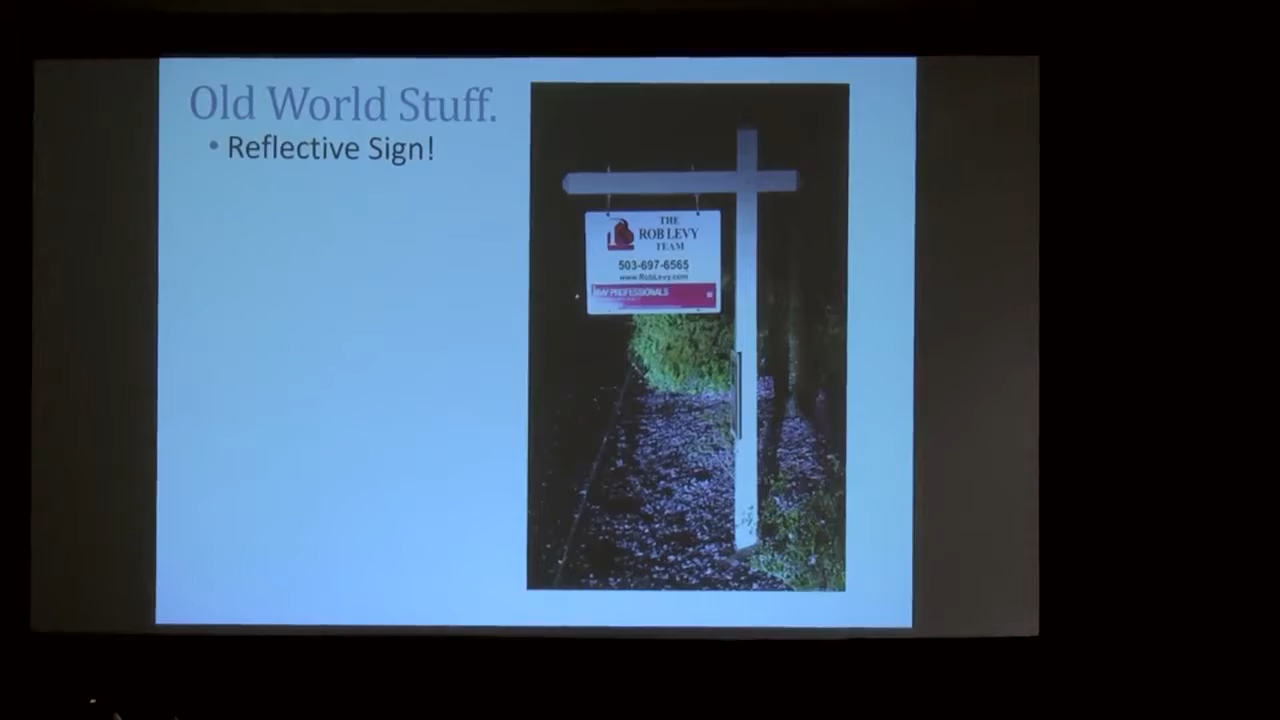 Old World Stuff.
• Reflective Sign!
THE
ROB LEVY
TEAM
503-697-6565
www.RobLevy.com
PROFESSIONALS